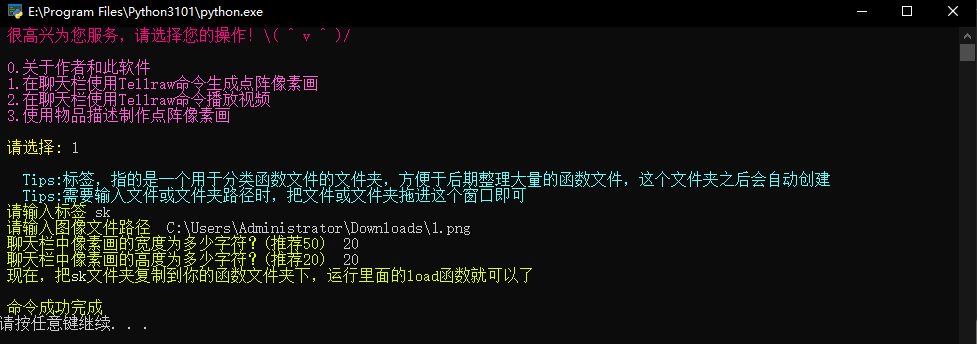 E:\Program Files\Python3101\python.exe
很高兴为您服务，请选择您的操作! \( ^ v ^ )/
0.关于作者和此软件
1.在聊天栏使用Tellraw命令生成点阵像素画
2.在聊天栏使用Tellraw命令播放视频
3.使用物品描述制作点阵像素画
请选择: 1
Tips:标签，指的是一个用于分类函数文件的文件夹，方便于后期整理大量的函数文件，这个文件夹之后会自动创建
Tips:需要输入文件或文件夹路径时，把文件或文件夹拖进这个窗口即可
请输入标签 sk
请输入图像文件路径  C:\Users\Administrator\Downloads\1.png
聊天栏中像素画的宽度为多少字符？(推荐50)  20
聊天栏中像素画的高度为多少字符？(推荐20)  20
现在，把sk文件夹复制到你的函数文件夹下，运行里面的load函数就可以了
命令成功完成
请按任意键继续. . .